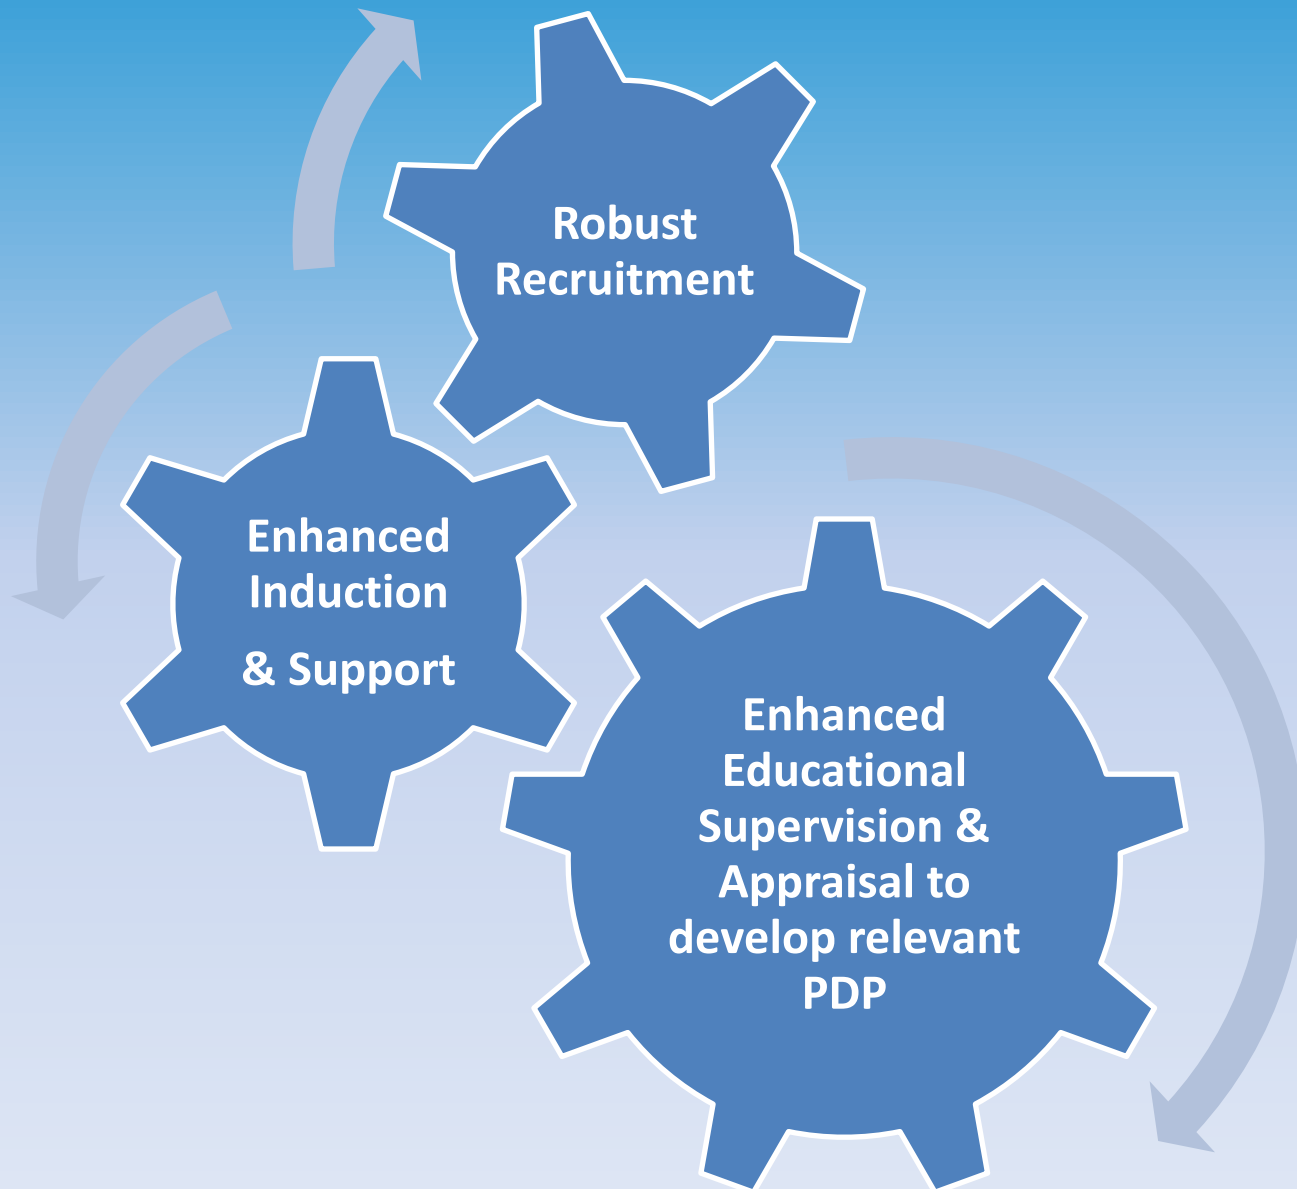 Robust
Recruitment
Enhanced
Induction
& Support
Enhanced
Educational
Supervision &
Appraisal to
develop relevant
PDP